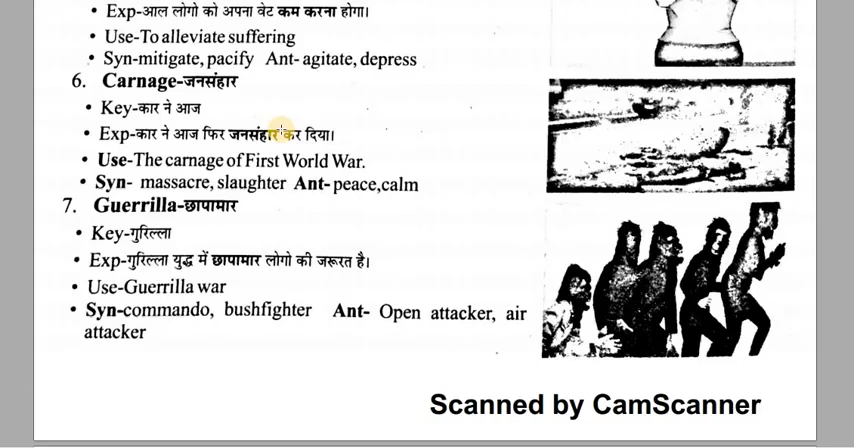 • Exp-आल लोगो को अपना वेट कम करना होगा।
• Use-To alleviate suffering
• Syn-mitigate, pacify Ant- agitate, depress
6. Carnage-जनसंहार
• Key-कार ने आज
• Exp-कार ने आज फिर जनसंहार कर दिया।
• Use-The carnage of First World War.
• Syn- massacre, slaughter Ant- peace,calm
7. Guerrilla-छापामार
• Key-गुरिल्ला
• Exp-गुरिल्ला युद्ध में छापामार लोगो की जरूरत है।
• Use-Guerrilla war
• Syn-commando, bushfighter Ant- Open attacker, air
attacker
Scanned by CamScanner